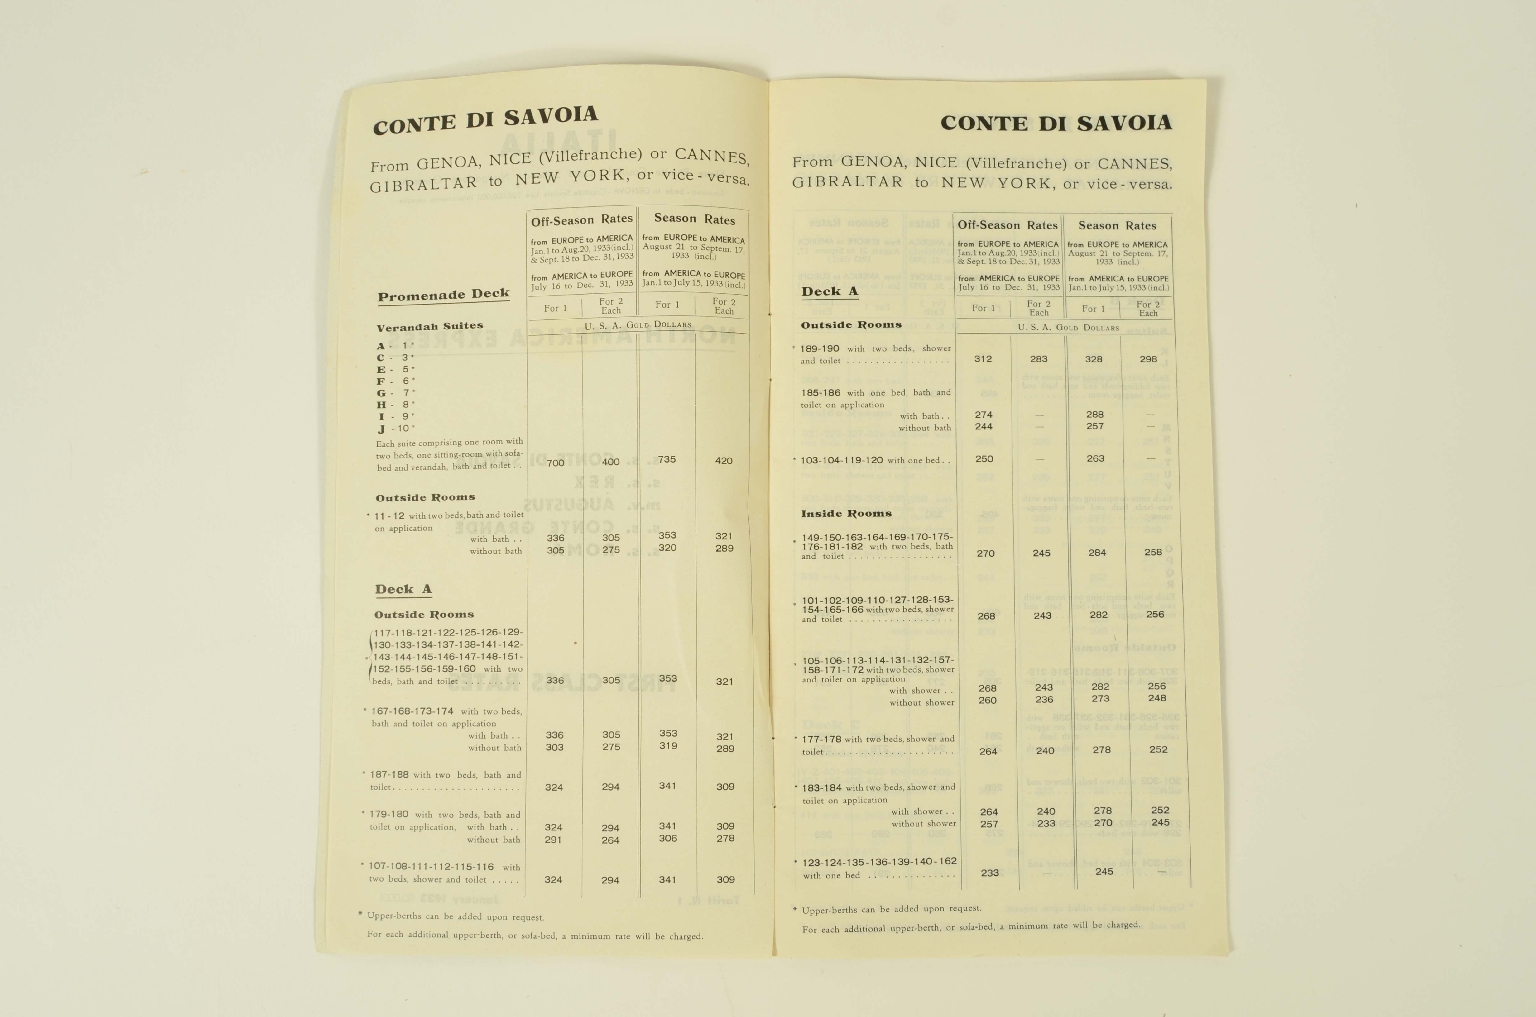 CONTE DI SAVOIA
From GENOA, NICE (Villefranche) or CANNES,
GIBRALTAR to NEW YORK, or vice-versa.
Off-Season Rates Season Rates
from EUROPE to AMERICA from EUROPE to AMERICA
Jan.1 to Aug.20, 1933(incl.) August 21 to Septem. 17
& Sept. 18 to Dec. 31, 1933 1933 (incl.)
from AMERICA to EUROPE from AMERICA to EUROPE
July 16 to Dec. 31, 1933 Jan.1 to July 15, 1933 (incl.)
Promenade Deck
For 1 For 2 Each For 1 For 2 Each
Verandah Suites U. S. A. GOLD DOLLARS
A - 1 *
C - 3 *
E - 5 *
F - 6 *
G - 7 *
H - 8 *
I - 9 *
J - 10 *
Each suite comprising one room with
two beds, one sitting-room with sofa-
bed and verandah, bath and toilet . . 700 400 735 420
Outside Rooms
* 11 - 12 with two beds, bath and toilet
on application
with bath . . 336 305 353 321
without bath 305 275 320 289
Deck A
Outside Rooms
117-118-121-122-125-126-129-
130-133-134-137-138-141-142-
* 143-144-145-146-147-148-151-
152-155-156-159-160 with two
beds, bath and toilet . . . . . . . . . . 336 305 353 321
* 167-168-173-174 with two beds,
bath and toilet on application
with bath . . 336 305 353 321
without bath 303 275 319 289
* 187-188 with two beds, bath and
toilet. . . . . . . . . . . . . . . . . . . . . . 324 294 341 309
* 179-180 with two beds, bath and
toilet on application, with bath . . 324 294 341 309
without bath 291 264 306 278
* 107-108-111-112-115-116 with
two beds, shower and toilet . . . . . 324 294 341 309
* Upper-berths can be added upon request.
For each additional upper-berth, or sofa-bed, a minimum rate will be charged.
CONTE DI SAVOIA
From GENOA, NICE (Villefranche) or CANNES,
GIBRALTAR to NEW YORK, or vice-versa.
Off-Season Rates Season Rates
from EUROPE to AMERICA from EUROPE to AMERICA
Jan.1 to Aug.20, 1933(incl.) August 21 to Septem. 17,
& Sept. 18 to Dec. 31, 1933 1933 (incl.)
from AMERICA to EUROPE from AMERICA to EUROPE
July 16 to Dec. 31, 1933 Jan.1 to July 15, 1933 (incl.)
Deck A
For 1 For 2 Each For 1 For 2 Each
Outside Rooms U. S. A. GOLD DOLLARS
* 189-190 with two beds, shower
and toilet . . . . . . . . . . . . . . . . . . 312 283 328 298
185-186 with one bed, bath and
toilet on application
with bath. . 274 — 288 —
without bath 244 — 257 —
* 103-104-119-120 with one bed. . 250 — 263 —
Inside Rooms
149-150-163-164-169-170-175-
* 176-181-182 with two beds, bath
and toilet . . . . . . . . . . . . . . . . . . 270 245 284 258
101-102-109-110-127-128-153-
* 154-165-166 with two beds, shower
and toilet . . . . . . . . . . . . . . . . . . 268 243 282 256
* 105-106-113-114-131-132-157-
158-171-172 with two beds, shower
and toilet on application
with shower . . 268 243 282 256
without shower 260 236 273 248
* 177-178 with two beds, shower and
toilet . . . . . . . . . . . . . . . . . . . . . . 264 240 278 252
* 183-184 with two beds, shower and
toilet on application
with shower . . 264 240 278 252
without shower 257 233 270 245
* 123-124-135-136-139-140-162
with one bed . . . . . . . . . . . . . . 233 — 245 —
* Upper-berths can be added upon request.
For each additional upper-berth, or sofa-bed, a minimum rate will be charged.